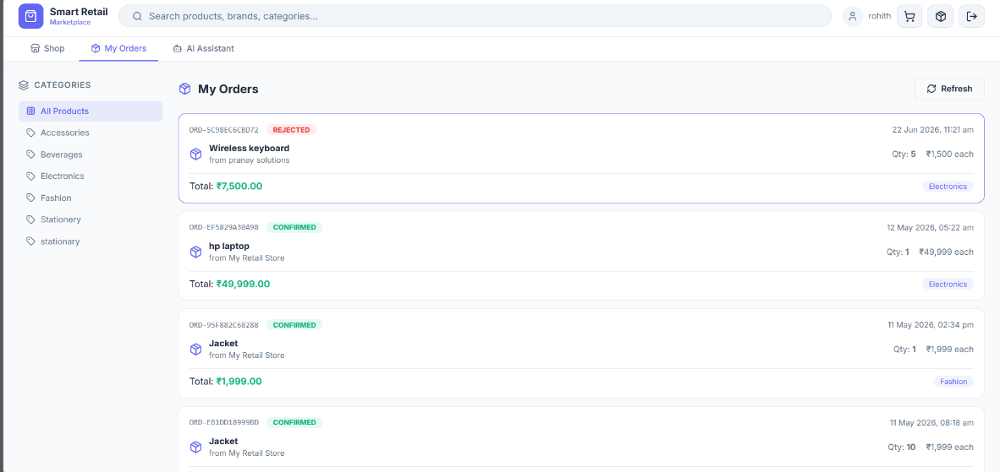 Smart Retail
Marketplace
Search products, brands, categories...
rohith
Shop
My Orders
AI Assistant
CATEGORIES
All Products
Accessories
Beverages
Electronics
Fashion
Stationery
stationary
My Orders
Refresh
ORD-5C98EC6CBD72 REJECTED 22 Jun 2026, 11:21 am
Wireless keyboard
from pranay solutions
Qty: 5 ₹1,500 each
Total: ₹7,500.00 Electronics
ORD-EF5829A30A98 CONFIRMED 12 May 2026, 05:22 am
hp laptop
from My Retail Store
Qty: 1 ₹49,999 each
Total: ₹49,999.00 Electronics
ORD-95F882C68288 CONFIRMED 11 May 2026, 02:34 pm
Jacket
from My Retail Store
Qty: 1 ₹1,999 each
Total: ₹1,999.00 Fashion
ORD-EB1DD18999BD CONFIRMED 11 May 2026, 08:18 am
Jacket
from My Retail Store
Qty: 10 ₹1,999 each